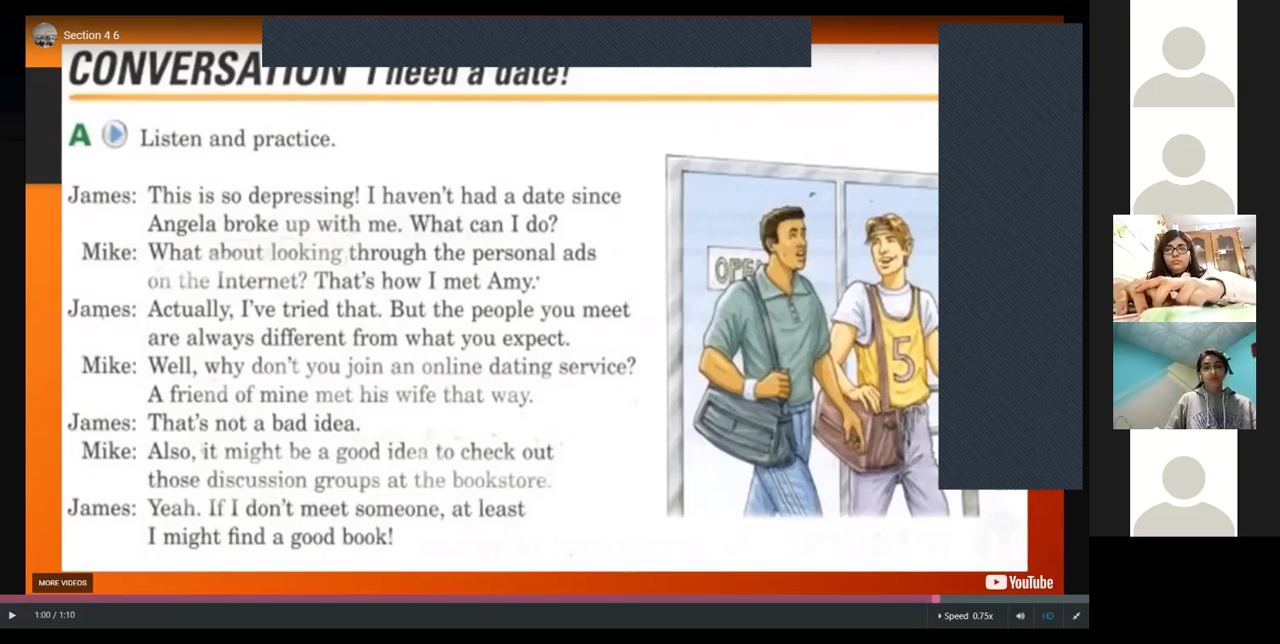 Section 4 6
CONVERSATION I need a date!
A Listen and practice.
James: This is so depressing! I haven't had a date since
Angela broke up with me. What can I do?
Mike: What about looking through the personal ads
on the Internet? That's how I met Amy.
James: Actually, I've tried that. But the people you meet
are always different from what you expect.
Mike: Well, why don't you join an online dating service?
A friend of mine met his wife that way.
James: That's not a bad idea.
Mike: Also, it might be a good idea to check out
those discussion groups at the bookstore.
James: Yeah. If I don't meet someone, at least
I might find a good book!
OPE
5
MORE VIDEOS
YouTube
1:00 / 1:10
Speed 0.75x
HD